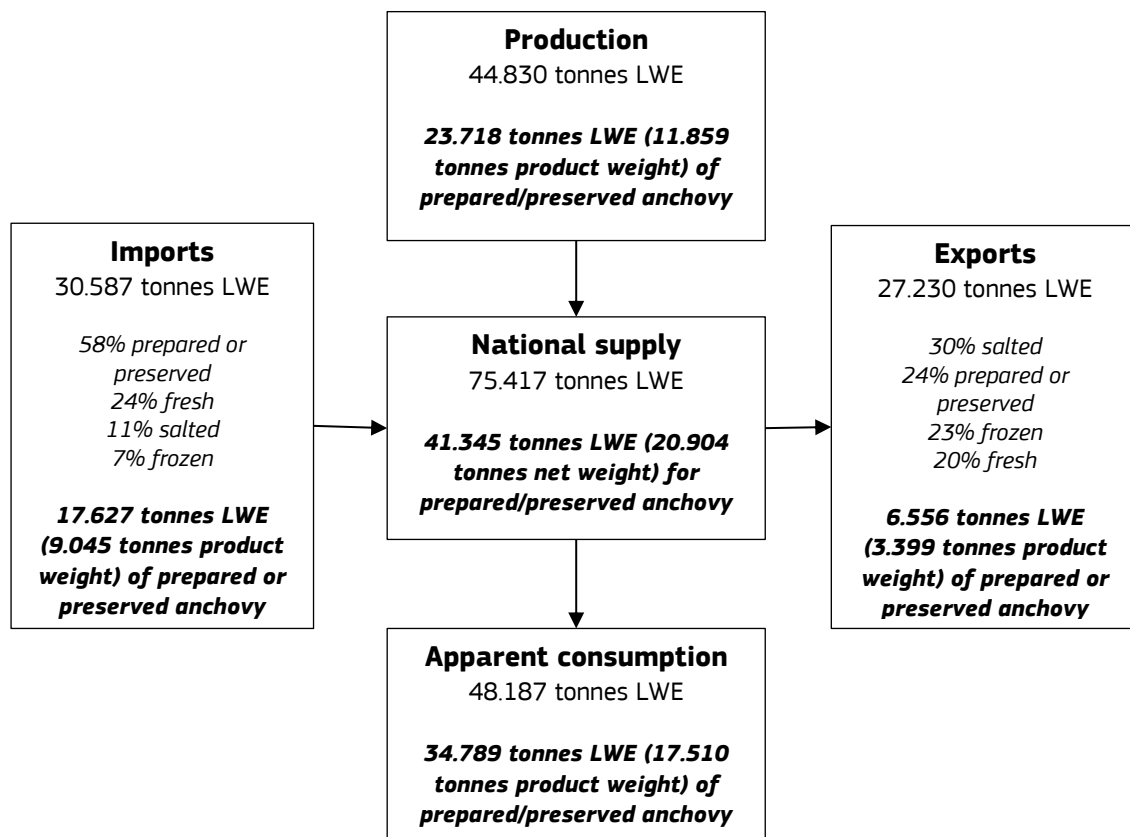 Production
44.830 tonnes LWE
23.718 tonnes LWE (11.859
tonnes product weight) of
prepared/preserved anchovy
Imports
30.587 tonnes LWE
58% prepared or
preserved
24% fresh
11% salted
7% frozen
17.627 tonnes LWE
(9.045 tonnes product
weight) of prepared or
preserved anchovy
National supply
75.417 tonnes LWE
41.345 tonnes LWE (20.904
tonnes net weight) for
prepared/preserved anchovy
Exports
27.230 tonnes LWE
30% salted
24% prepared or
preserved
23% frozen
20% fresh
6.556 tonnes LWE
(3.399 tonnes product
weight) of prepared or
preserved anchovy
Apparent consumption
48.187 tonnes LWE
34.789 tonnes LWE (17.510
tonnes product weight) of
prepared/preserved anchovy